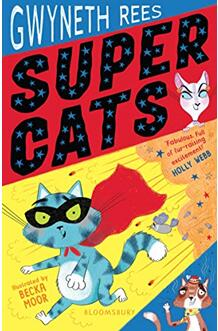 GWYNETH REES
SUPER
CATS
'Fabulous. Full
of fur-raising
excitement!'
HOLLY WEBB
Illustrated by
BECKA
MOOR
BLOOMSBURY